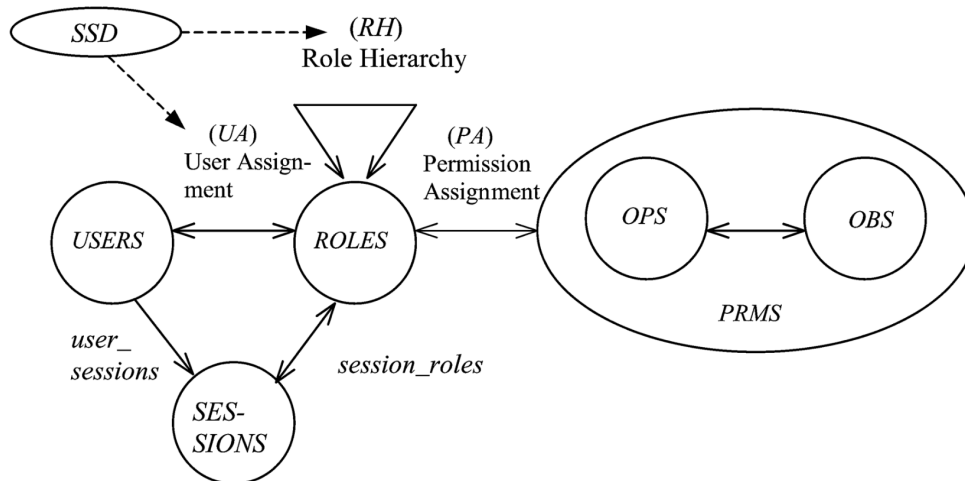 SSD
(RH)
Role Hierarchy
(UA)
User Assign-
ment
(PA)
Permission
Assignment
USERS
ROLES
OPS
OBS
PRMS
user_
sessions
session_roles
SES-
SIONS